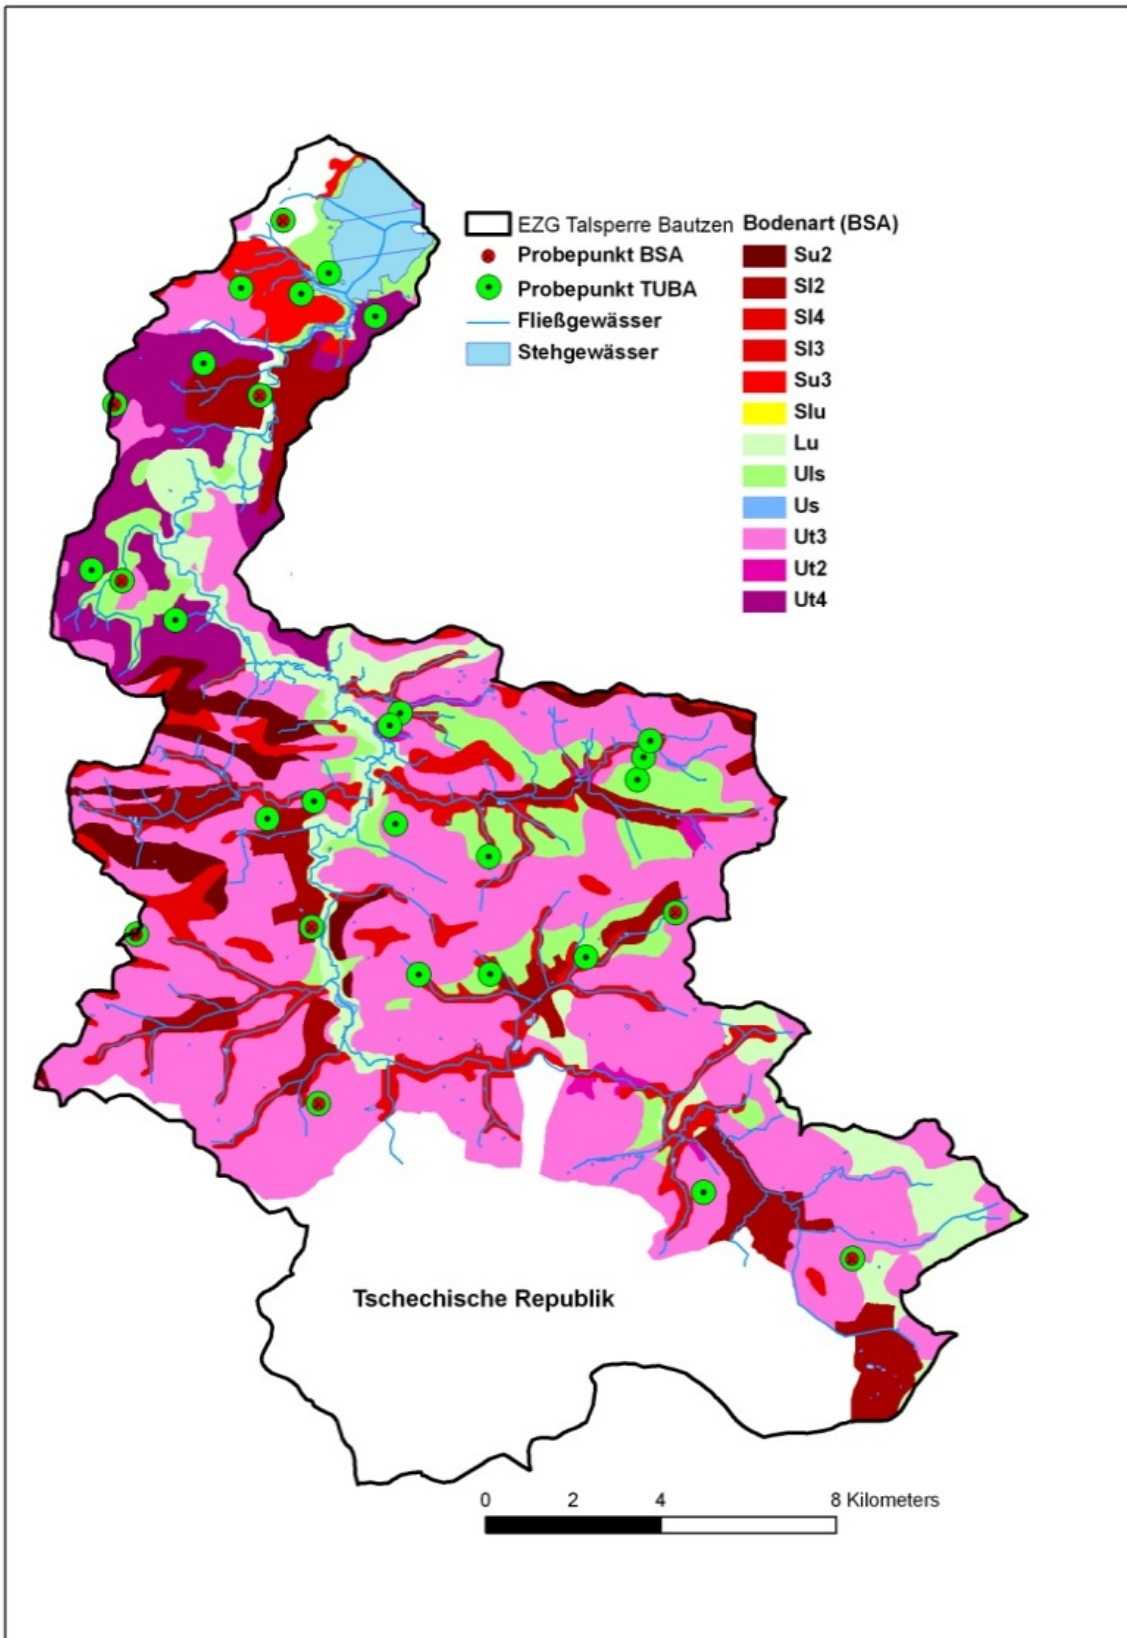 EZG Talsperre Bautzen
Probepunkt BSA
Probepunkt TUBA
Fließgewässer
Stehgewässer
Bodenart (BSA)
Su2
Sl2
Sl4
Sl3
Su3
Slu
Lu
Uls
Us
Ut3
Ut2
Ut4
Tschechische Republik
0 2 4 8 Kilometers